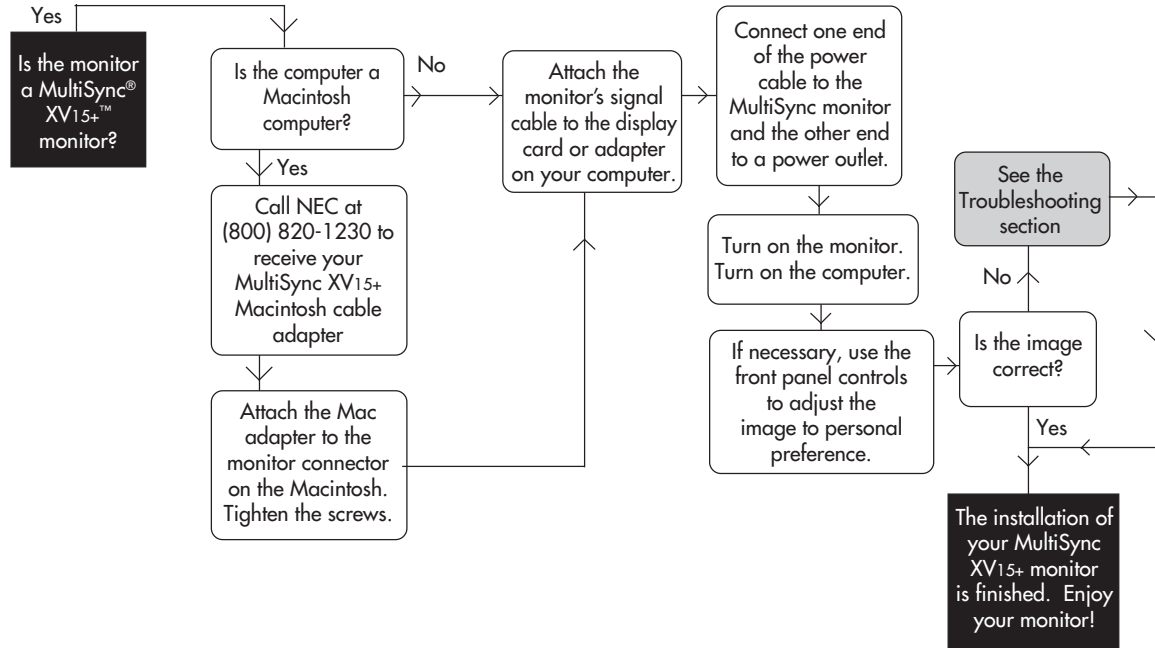 Yes
Is the monitor
a MultiSync®
XV15+™
monitor?
Is the computer a
Macintosh
computer?
No
Yes
Call NEC at
(800) 820-1230 to
receive your
MultiSync XV15+
Macintosh cable
adapter
Attach the Mac
adapter to the
monitor connector
on the Macintosh.
Tighten the screws.
Attach the
monitor’s signal
cable to the display
card or adapter
on your computer.
Connect one end
of the power
cable to the
MultiSync monitor
and the other end
to a power outlet.
Turn on the monitor.
Turn on the computer.
If necessary, use the
front panel controls
to adjust the
image to personal
preference.
Is the image
correct?
No
See the
Troubleshooting
section
Yes
The installation of
your MultiSync
XV15+ monitor
is finished.  Enjoy
your monitor!